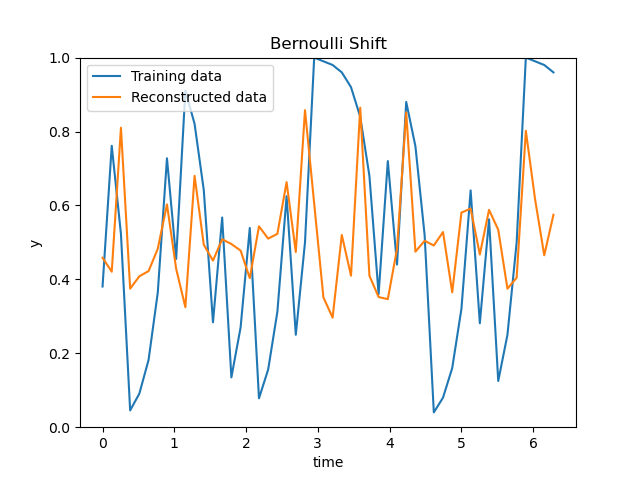 Bernoulli Shift
Training data
Reconstructed data
1.0
0.8
0.6
0.4
0.2
0.0
y
0 1 2 3 4 5 6
time